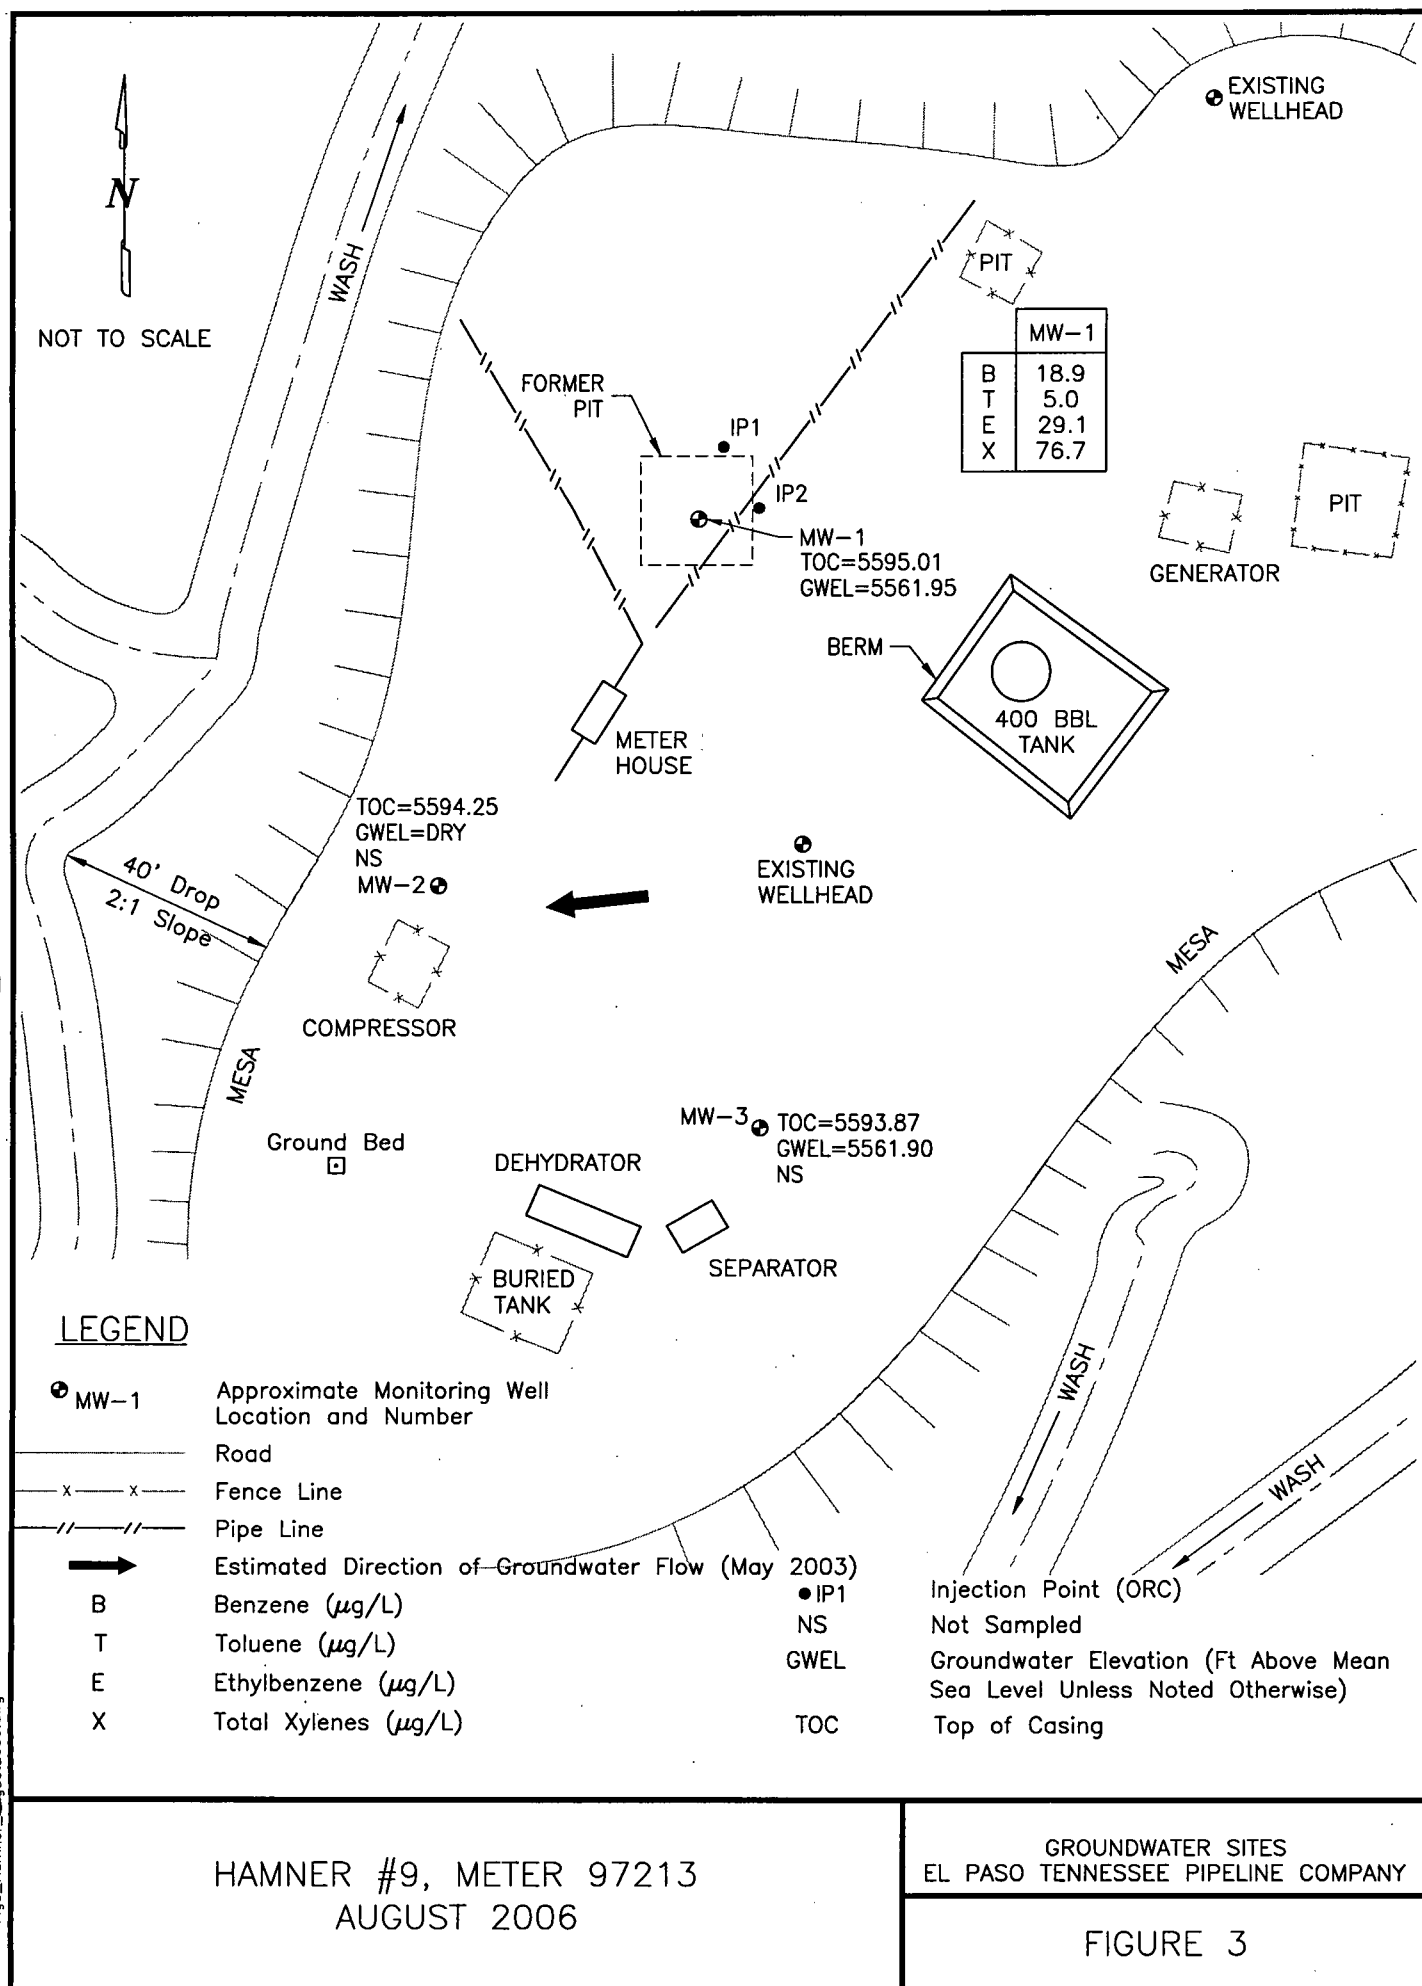 EXISTING
WELLHEAD
N
NOT TO SCALE
WASH
PIT
MW-1
B 18.9
T 5.0
E 29.1
X 76.7
FORMER
PIT
IP1
IP2
MW-1
TOC=5595.01
GWEL=5561.95
PIT
GENERATOR
BERM
400 BBL
TANK
METER
HOUSE
TOC=5594.25
GWEL=DRY
NS
MW-2
40' Drop
2:1 Slope
EXISTING
WELLHEAD
MESA
COMPRESSOR
MESA
MW-3
TOC=5593.87
GWEL=5561.90
NS
Ground Bed
DEHYDRATOR
SEPARATOR
BURIED
TANK
WASH
WASH
LEGEND
MW-1 Approximate Monitoring Well
Location and Number
Road
x x Fence Line
// // Pipe Line
Estimated Direction of Groundwater Flow (May 2003)
B Benzene (μg/L)
T Toluene (μg/L)
E Ethylbenzene (μg/L)
X Total Xylenes (μg/L)
IP1 Injection Point (ORC)
NS Not Sampled
GWEL Groundwater Elevation (Ft Above Mean
Sea Level Unless Noted Otherwise)
TOC Top of Casing
HAMNER #9, METER 97213
AUGUST 2006
GROUNDWATER SITES
EL PASO TENNESSEE PIPELINE COMPANY
FIGURE 3